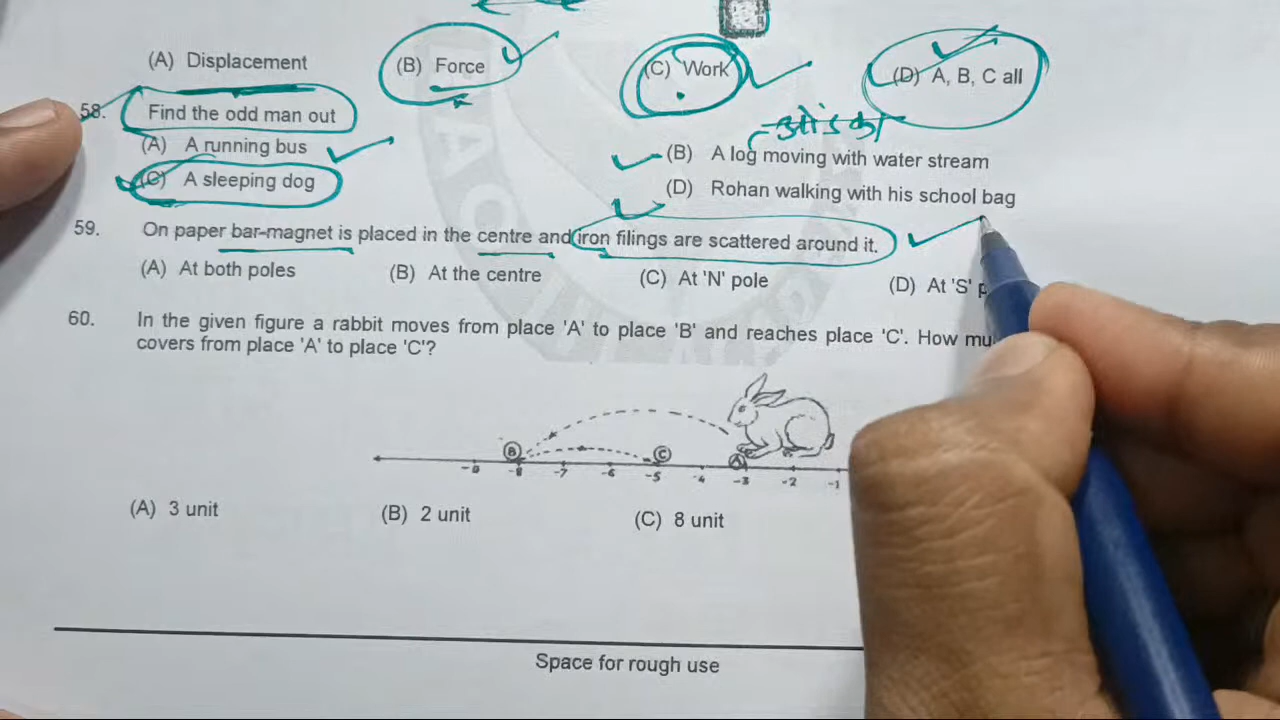 (A) Displacement (B) Force (C) Work (D) A, B, C all
58. Find the odd man out
(A) A running bus (B) A log moving with water stream
(C) A sleeping dog (D) Rohan walking with his school bag
59. On paper bar-magnet is placed in the centre and iron filings are scattered around it.
(A) At both poles (B) At the centre (C) At 'N' pole (D) At 'S'
60. In the given figure a rabbit moves from place 'A' to place 'B' and reaches place 'C'. How
covers from place 'A' to place 'C'?
B C A
-9 -8 -7 -6 -5 -4 -3 -2 -1
(A) 3 unit (B) 2 unit (C) 8 unit
Space for rough use